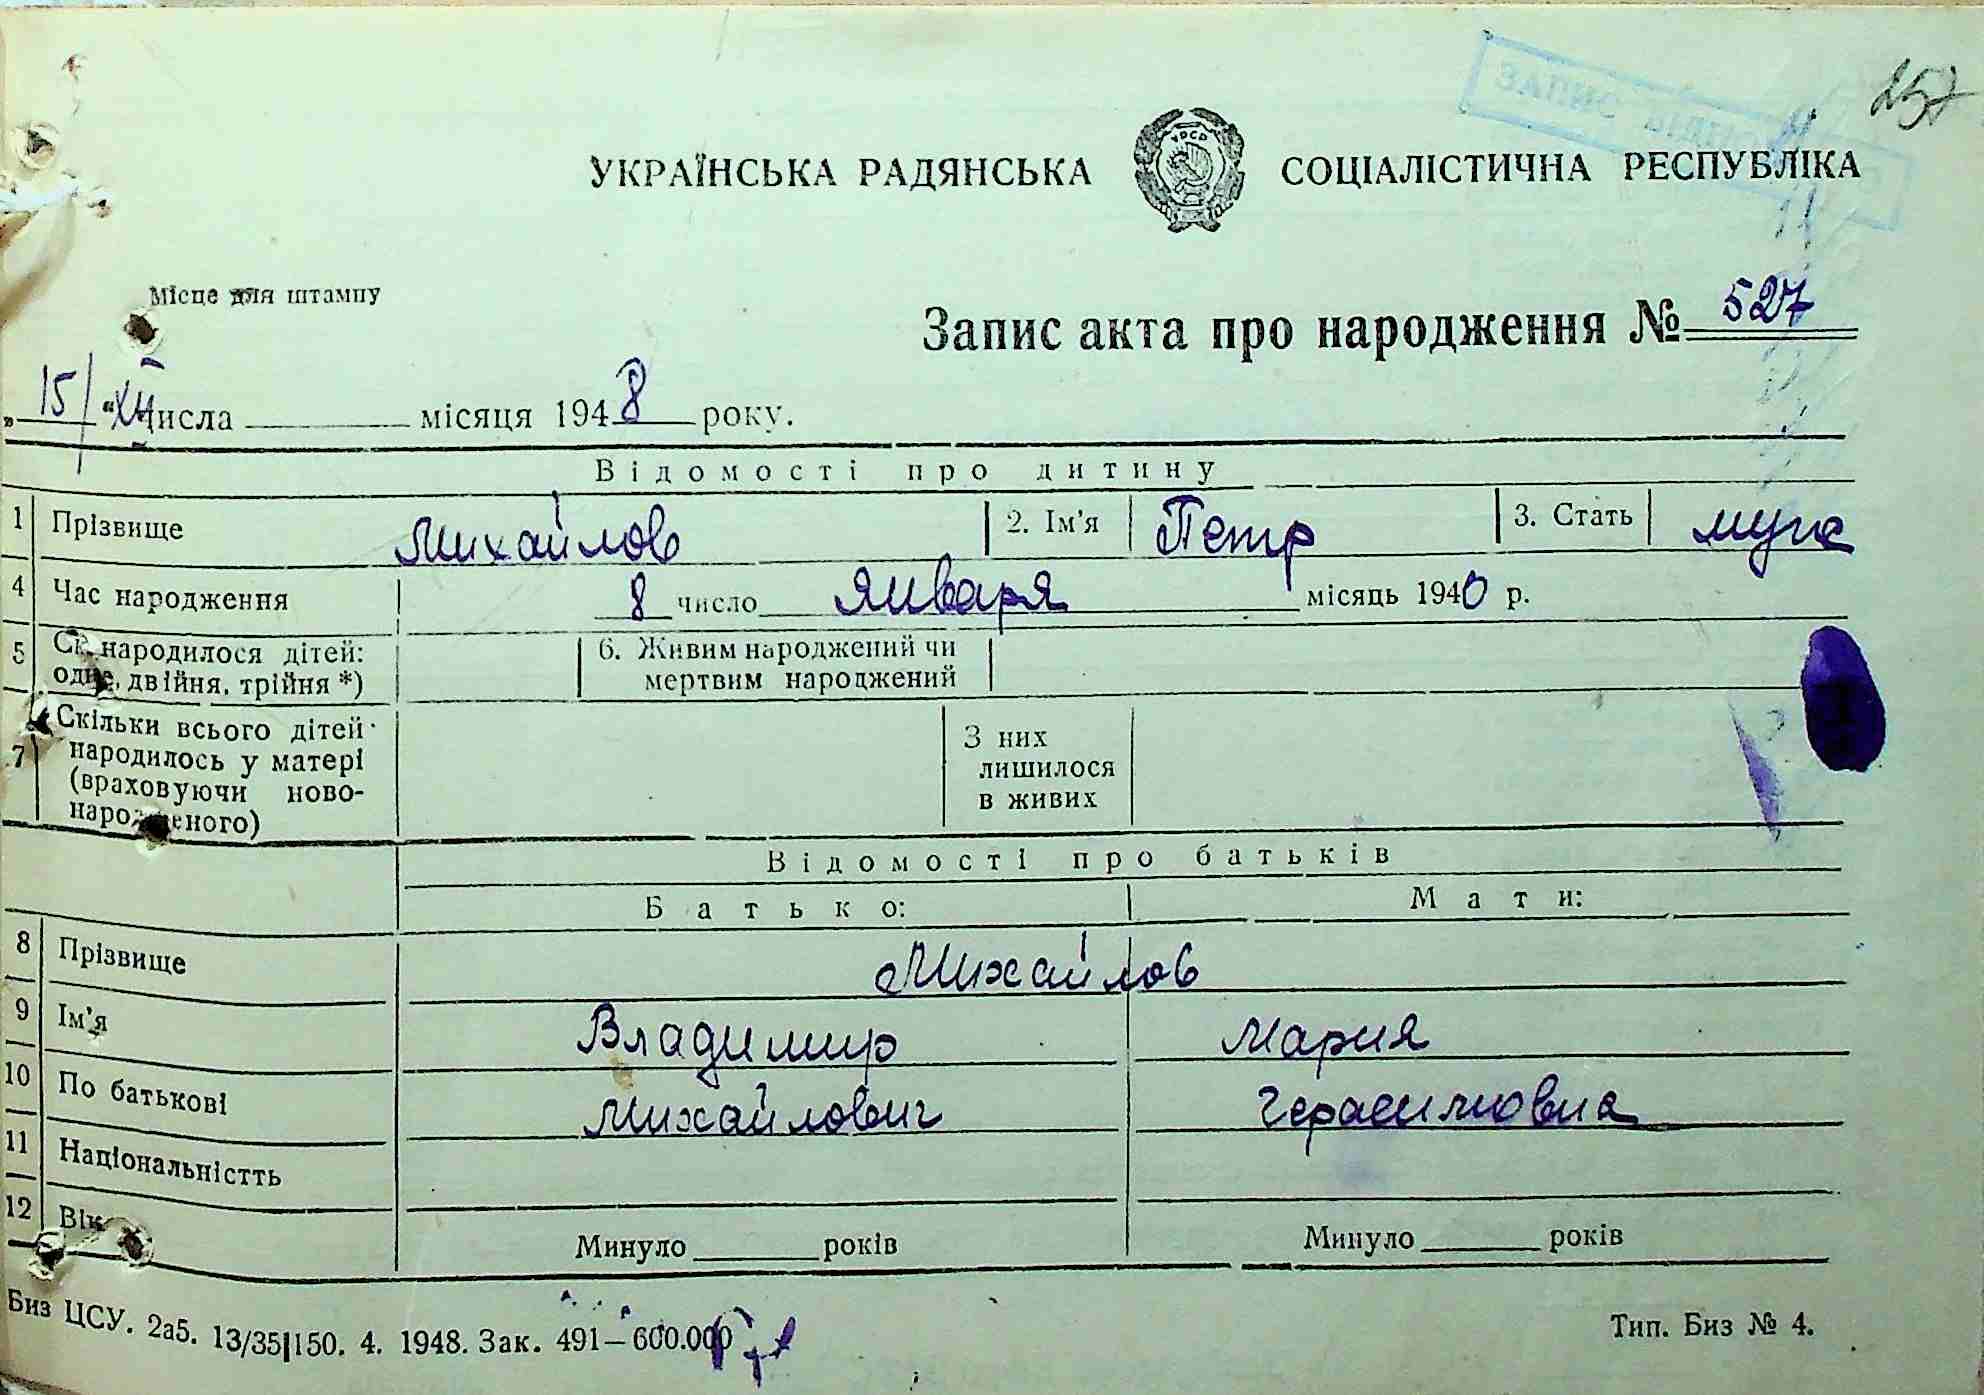 257
ЗАПИС ВІДНО
УКРАЇНСЬКА РАДЯНСЬКА СОЦІАЛІСТИЧНА РЕСПУБЛІКА
УРСР
Місце для штампу
Запис акта про народження № 527
„ 15/ “ XII числа місяця 1948 року.
Відомості про дитину
1 Прізвище Михайлов 2. Ім'я Петр 3. Стать муж
4 Час народження 8 число января місяць 1940 р.
5 Ск. народилося дітей: 6. Живим народжений чи
одне, двійня, трійня *) мертвим народжений
7 Скільки всього дітей З них
народилось у матері лишилося
(враховуючи ново- в живих
народженого)
Відомості про батьків
Батько: Мати:
8 Прізвище Михайлов
9 Ім'я Владимир Мария
10 По батькові Михайлович Герасимовна
11 Національністть
12 Вік Минуло років Минуло років
Биз ЦСУ. 2а5. 13/35|150. 4. 1948. Зак. 491—600.000 Тип. Биз № 4.